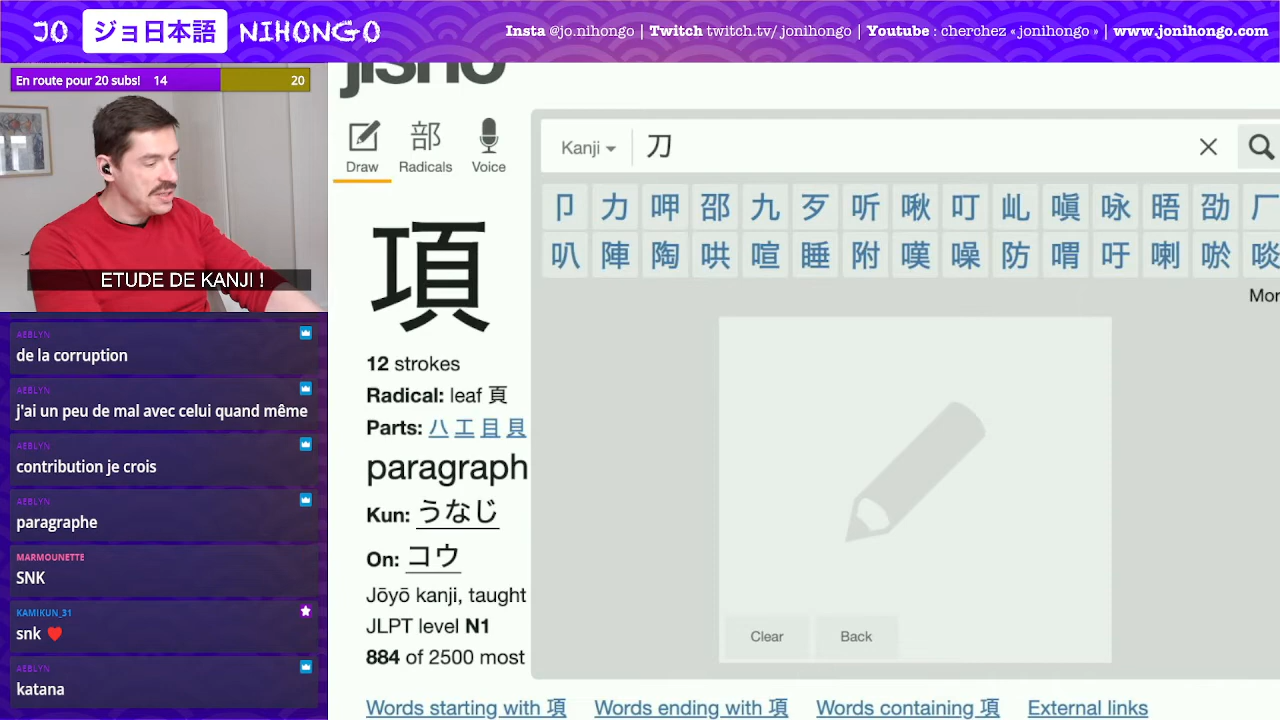 JO ジョ日本語 NIHONGO
Insta @jo.nihongo | Twitch twitch.tv/ jonihongo | Youtube : cherchez « jonihongo » | www.jonihongo.com
En route pour 20 subs! 14 20
ETUDE DE KANJI !
AEBLYN
de la corruption
AEBLYN
j'ai un peu de mal avec celui quand même
AEBLYN
contribution je crois
AEBLYN
paragraphe
MARMOUNETTE
SNK
KAMIKUN_31
snk ❤️
AEBLYN
katana
jisho
Draw 部 Radicals Voice
Kanji 刀
卩 力 呷 邵 九 歹 听 啾 叮 乢 嗔 咏 晤 劭 厂
叭 陣 陶 哄 喧 睡 附 嘆 噪 防 喟 吁 喇 唹 啖
Mor
項
12 strokes
Radical: leaf 頁
Parts: ハ 工 目 貝
paragraph
Kun: うなじ
On: コウ
Jōyō kanji, taught
JLPT level N1
884 of 2500 most
Clear Back
Words starting with 項 Words ending with 項 Words containing 項 External links